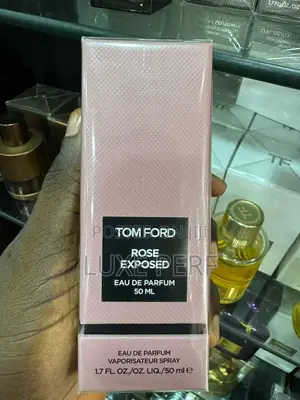 TOM FORD
ROSE
EXPOSED
EAU DE PARFUM
50 ML
EAU DE PARFUM
VAPORISATEUR SPRAY
1.7 FL. OZ./OZ. LIQ./50 ml e
LUXE PERF
TF